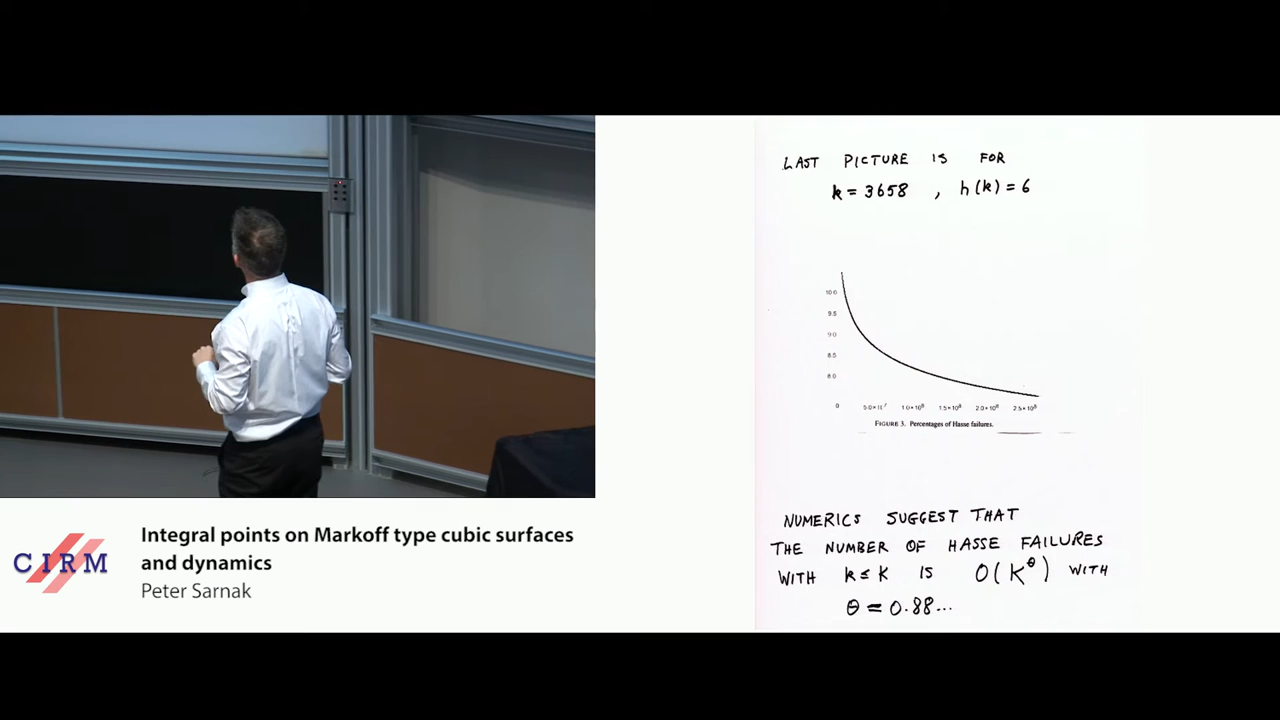 LAST PICTURE IS FOR
k = 3658 , h(k) = 6
10.0
9.5
9.0
8.5
8.0
0 5.0×10⁷ 1.0×10⁸ 1.5×10⁸ 2.0×10⁸ 2.5×10⁸
FIGURE 3. Percentages of Hasse failures.
NUMERICS SUGGEST THAT
THE NUMBER OF HASSE FAILURES
WITH k ≤ K IS O(K^θ) WITH
θ = 0.88...
CIRM
Integral points on Markoff type cubic surfaces
and dynamics
Peter Sarnak